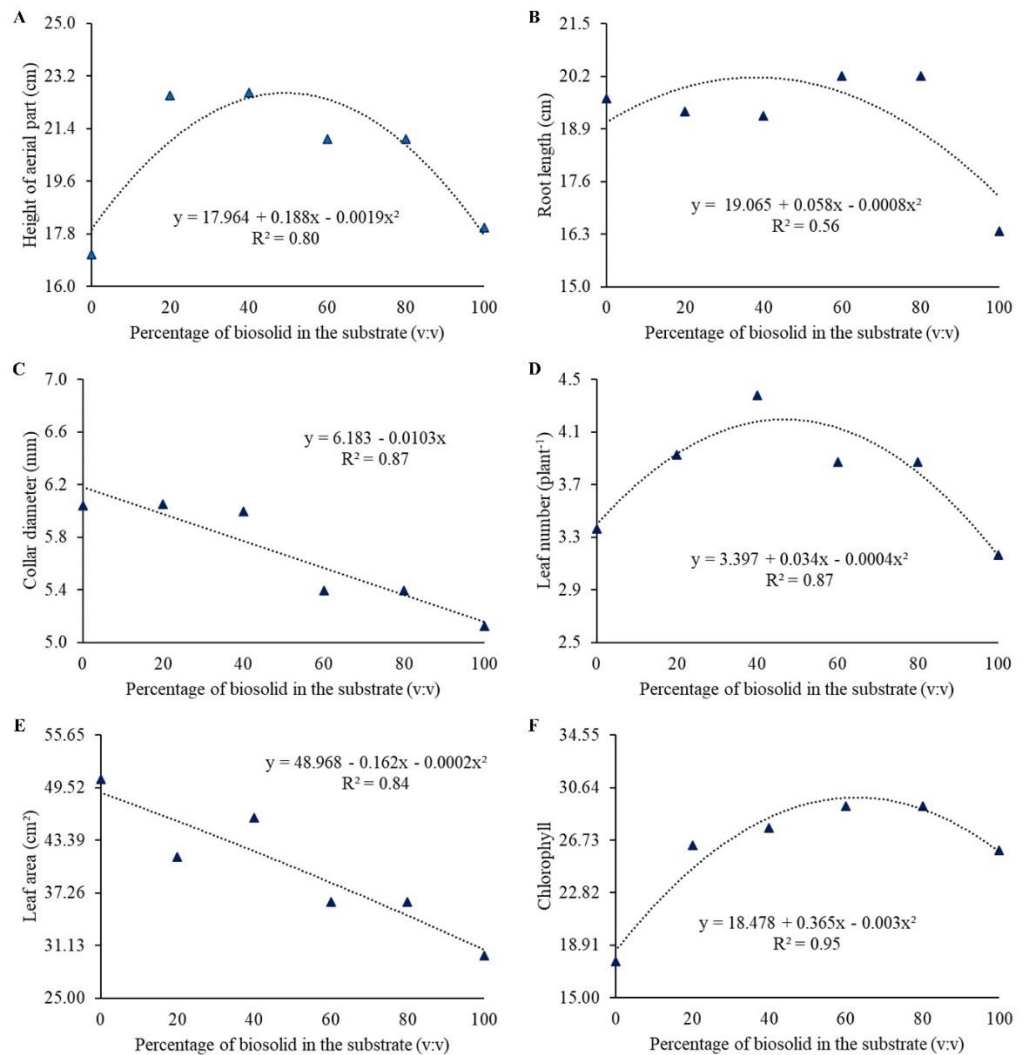 A
25.0
23.2
21.4
19.6
17.8
16.0
Height of aerial part (cm)
y = 17.964 + 0.188x - 0.0019x²
R² = 0.80
0 20 40 60 80 100
Percentage of biosolid in the substrate (v:v)
B
21.5
20.2
18.9
17.6
16.3
15.0
Root length (cm)
y = 19.065 + 0.058x - 0.0008x²
R² = 0.56
0 20 40 60 80 100
Percentage of biosolid in the substrate (v:v)
C
7.0
6.6
6.2
5.8
5.4
5.0
Collar diameter (mm)
y = 6.183 - 0.0103x
R² = 0.87
0 20 40 60 80 100
Percentage of biosolid in the substrate (v:v)
D
4.5
4.1
3.7
3.3
2.9
2.5
Leaf number (plant⁻¹)
y = 3.397 + 0.034x - 0.0004x²
R² = 0.87
0 20 40 60 80 100
Percentage of biosolid in the substrate (v:v)
E
55.65
49.52
43.39
37.26
31.13
25.00
Leaf area (cm²)
y = 48.968 - 0.162x - 0.0002x²
R² = 0.84
0 20 40 60 80 100
Percentage of biosolid in the substrate (v:v)
F
34.55
30.64
26.73
22.82
18.91
15.00
Chlorophyll
y = 18.478 + 0.365x - 0.003x²
R² = 0.95
0 20 40 60 80 100
Percentage of biosolid in the substrate (v:v)